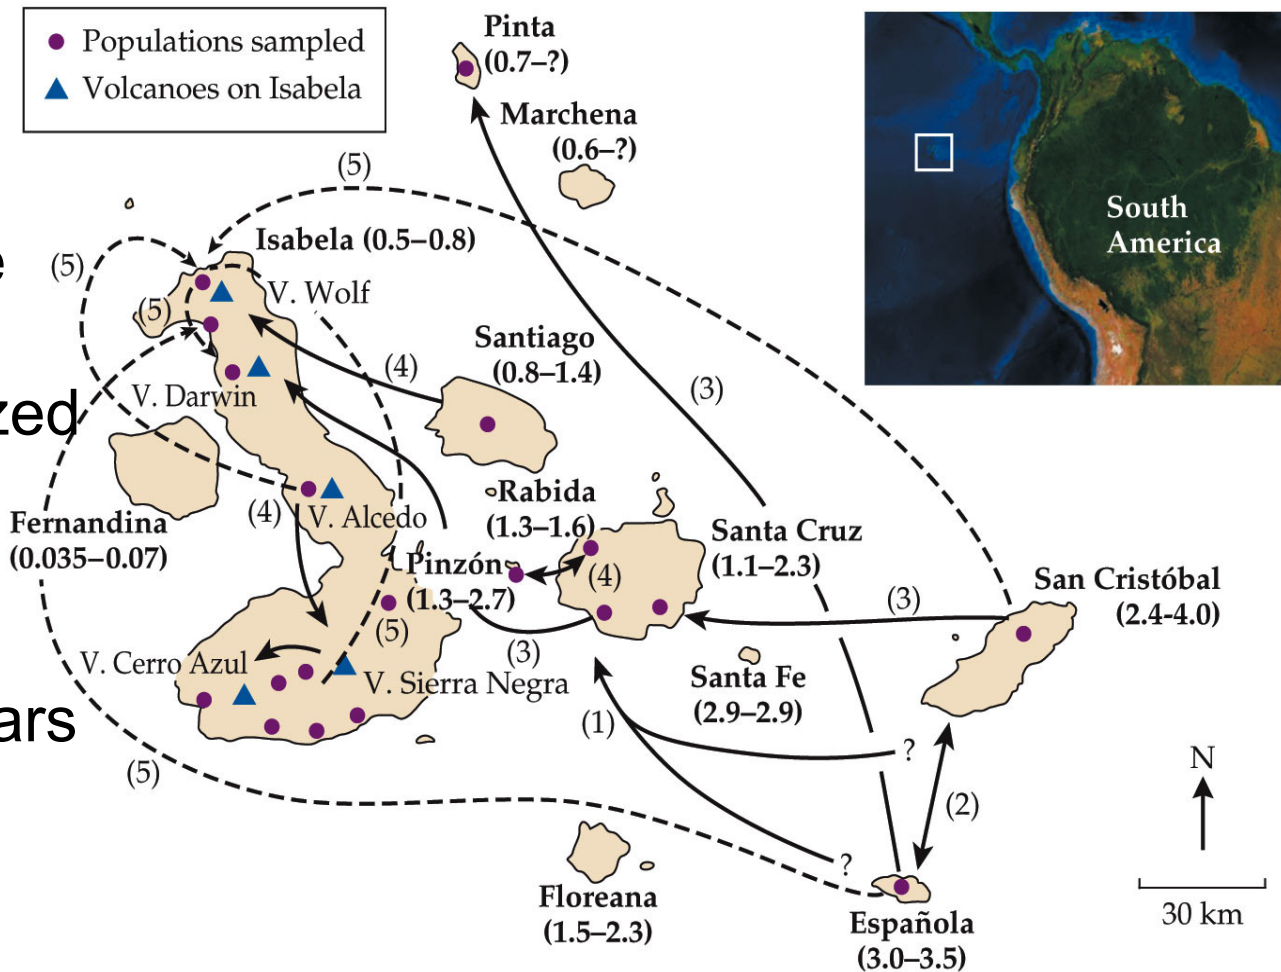 Populations sampled
Volcanoes on Isabela
Pinta
(0.7–?)
Marchena
(0.6–?)
South
America
(5)
Isabela (0.5–0.8)
(5)
V. Wolf
(5)
Santiago
(0.8–1.4)
(4)
(3)
V. Darwin
zed
Rabida
(1.3–1.6)
(4)
V. Alcedo
Fernandina
(0.035–0.07)
Santa Cruz
(1.1–2.3)
Pinzón
(1.3–2.7)
(4)
San Cristóbal
(2.4-4.0)
(3)
(5)
(3)
V. Cerro Azul
V. Sierra Negra
Santa Fe
(2.9–2.9)
ars
(1)
?
(5)
N
(2)
?
Floreana
(1.5–2.3)
Española
(3.0–3.5)
30 km